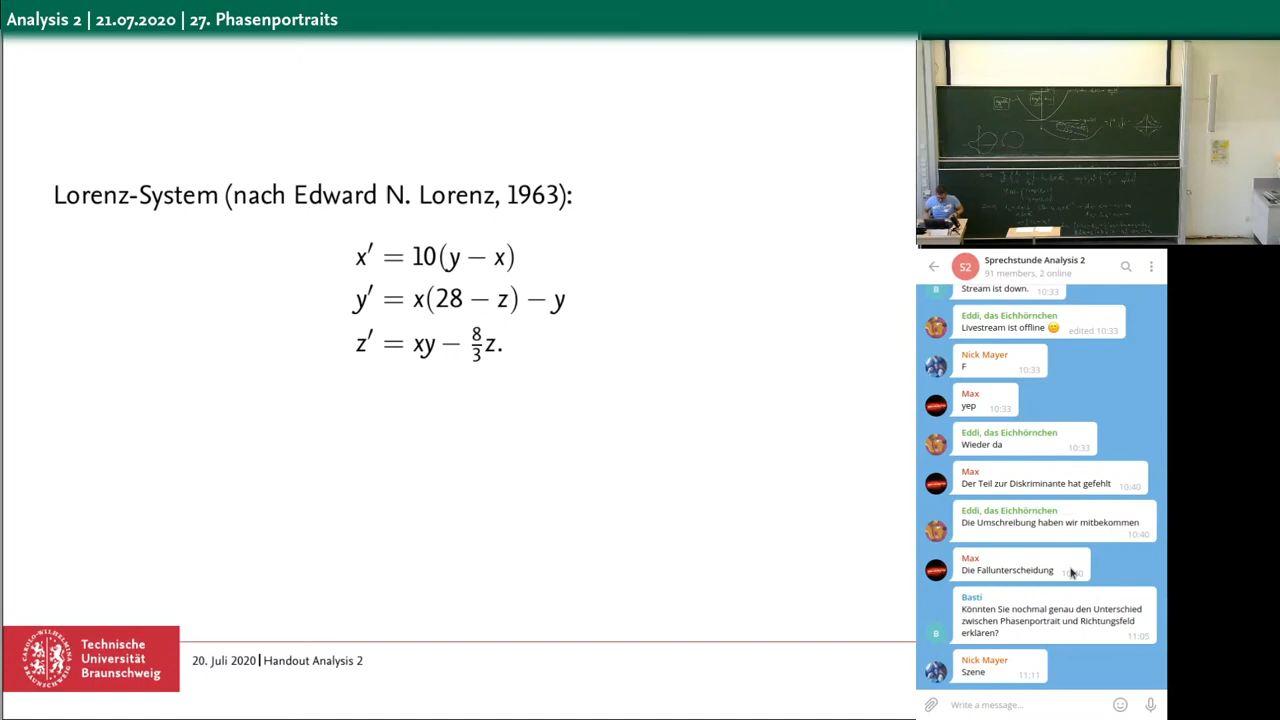 Analysis 2 | 21.07.2020 | 27. Phasenportraits
Lorenz-System (nach Edward N. Lorenz, 1963):
x′ = 10(y − x)
y′ = x(28 − z) − y
z′ = xy − 8/3 z.
Technische
Universität
Braunschweig
20. Juli 2020 | Handout Analysis 2
S2
Sprechstunde Analysis 2
91 members, 2 online
B
Stream ist down. 10:33
Eddi, das Eichhörnchen
Livestream ist offline 🙁 edited 10:33
Nick Mayer
F 10:33
Max
yep 10:33
Eddi, das Eichhörnchen
Wieder da 10:33
Max
Der Teil zur Diskriminante hat gefehlt 10:40
Eddi, das Eichhörnchen
Die Umschreibung haben wir mitbekommen
10:40
Max
Die Fallunterscheidung
Basti
Könnten Sie nochmal genau den Unterschied
zwischen Phasenportrait und Richtungsfeld
B erklären? 11:05
Nick Mayer
Szene 11:11
Write a message...